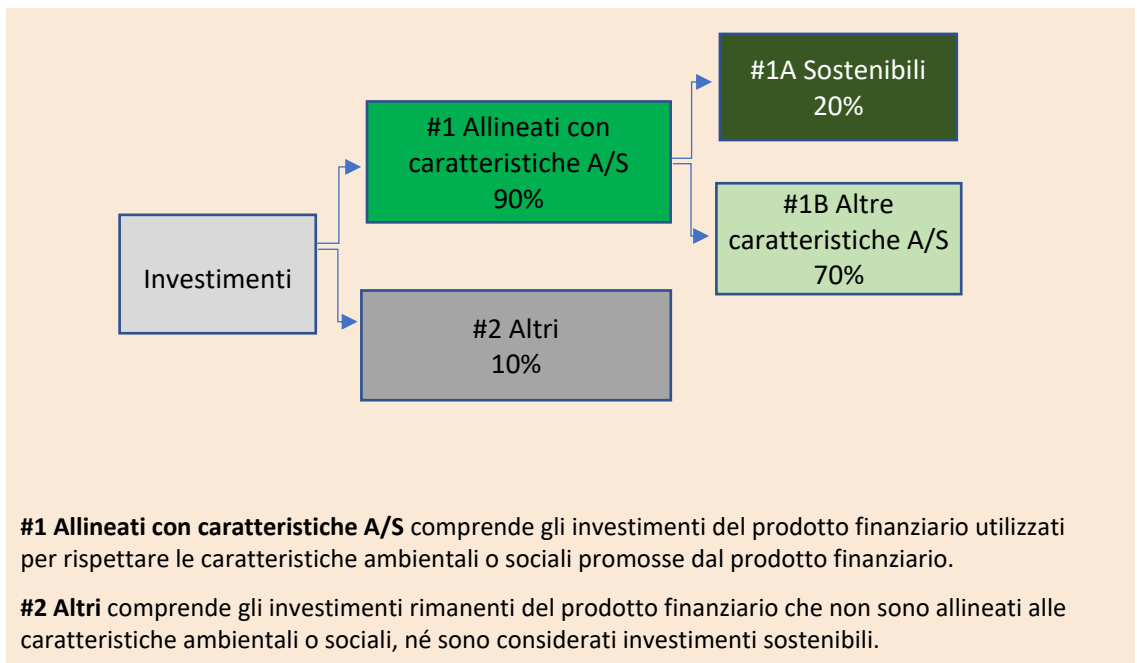 #1A Sostenibili
20%
#1 Allineati con
caratteristiche A/S
90%
#1B Altre
caratteristiche A/S
70%
Investimenti
#2 Altri
10%
#1 Allineati con caratteristiche A/S comprende gli investimenti del prodotto finanziario utilizzati
per rispettare le caratteristiche ambientali o sociali promosse dal prodotto finanziario.
#2 Altri comprende gli investimenti rimanenti del prodotto finanziario che non sono allineati alle
caratteristiche ambientali o sociali, né sono considerati investimenti sostenibili.